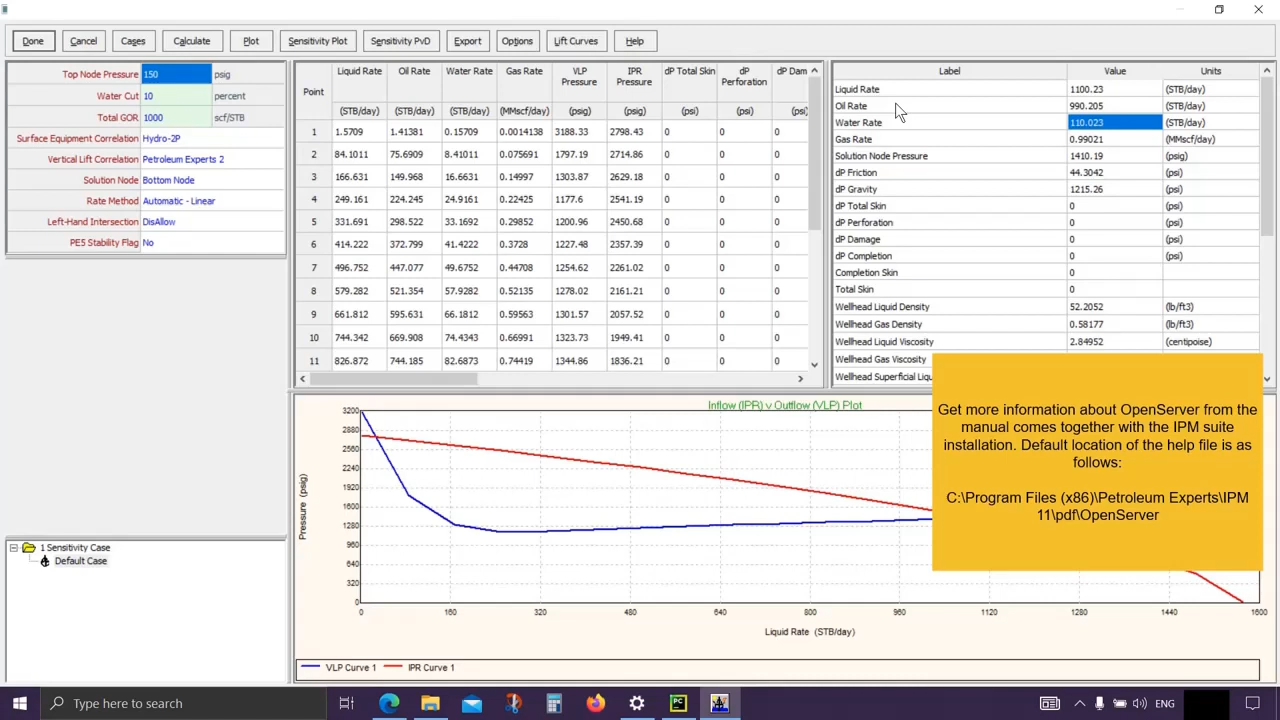 Done Cancel Cases Calculate Plot Sensitivity Plot Sensitivity PvD Export Options Lift Curves Help
Top Node Pressure 150 psig
Water Cut 10 percent
Total GOR 1000 scf/STB
Surface Equipment Correlation Hydro-2P
Vertical Lift Correlation Petroleum Experts 2
Solution Node Bottom Node
Rate Method Automatic - Linear
Left-Hand Intersection DisAllow
PE5 Stability Flag No
Point Liquid Rate Oil Rate Water Rate Gas Rate VLP Pressure IPR Pressure dP Total Skin dP Perforation dP Dam
(STB/day) (STB/day) (STB/day) (MMscf/day) (psig) (psig) (psi) (psi) (psi)
1 1.5709 1.41381 0.15709 0.0014138 3188.33 2798.43 0 0 0
2 84.1011 75.6909 8.41011 0.075691 1797.19 2714.86 0 0 0
3 166.631 149.968 16.6631 0.14997 1303.87 2629.18 0 0 0
4 249.161 224.245 24.9161 0.22425 1177.6 2541.19 0 0 0
5 331.691 298.522 33.1692 0.29852 1200.96 2450.68 0 0 0
6 414.222 372.799 41.4222 0.3728 1227.48 2357.39 0 0 0
7 496.752 447.077 49.6752 0.44708 1254.62 2261.02 0 0 0
8 579.282 521.354 57.9282 0.52135 1278.02 2161.21 0 0 0
9 661.812 595.631 66.1812 0.59563 1301.57 2057.52 0 0 0
10 744.342 669.908 74.4343 0.66991 1323.73 1949.41 0 0 0
11 826.872 744.185 82.6873 0.74419 1344.86 1836.21 0 0 0
Label Value Units
Liquid Rate 1100.23 (STB/day)
Oil Rate 990.205 (STB/day)
Water Rate 110.023 (STB/day)
Gas Rate 0.99021 (MMscf/day)
Solution Node Pressure 1410.19 (psig)
dP Friction 44.3042 (psi)
dP Gravity 1215.26 (psi)
dP Total Skin 0 (psi)
dP Perforation 0 (psi)
dP Damage 0 (psi)
dP Completion 0 (psi)
Completion Skin 0
Total Skin 0
Wellhead Liquid Density 52.2052 (lb/ft3)
Wellhead Gas Density 0.58177 (lb/ft3)
Wellhead Liquid Viscosity 2.84952 (centipoise)
Wellhead Gas Viscosity
Wellhead Superficial Liqu
Get more information about OpenServer from the
manual comes together with the IPM suite
installation. Default location of the help file is as
follows:
C:\Program Files (x86)\Petroleum Experts\IPM
11\pdf\OpenServer
1 Sensitivity Case
Default Case
Inflow (IPR) v Outflow (VLP) Plot
Pressure (psig)
3200
2880
2560
2240
1920
1600
1280
960
640
320
0
0 160 320 480 640 800 960 1120 1280 1440 1600
Liquid Rate (STB/day)
VLP Curve 1 IPR Curve 1
Type here to search
PC
ENG